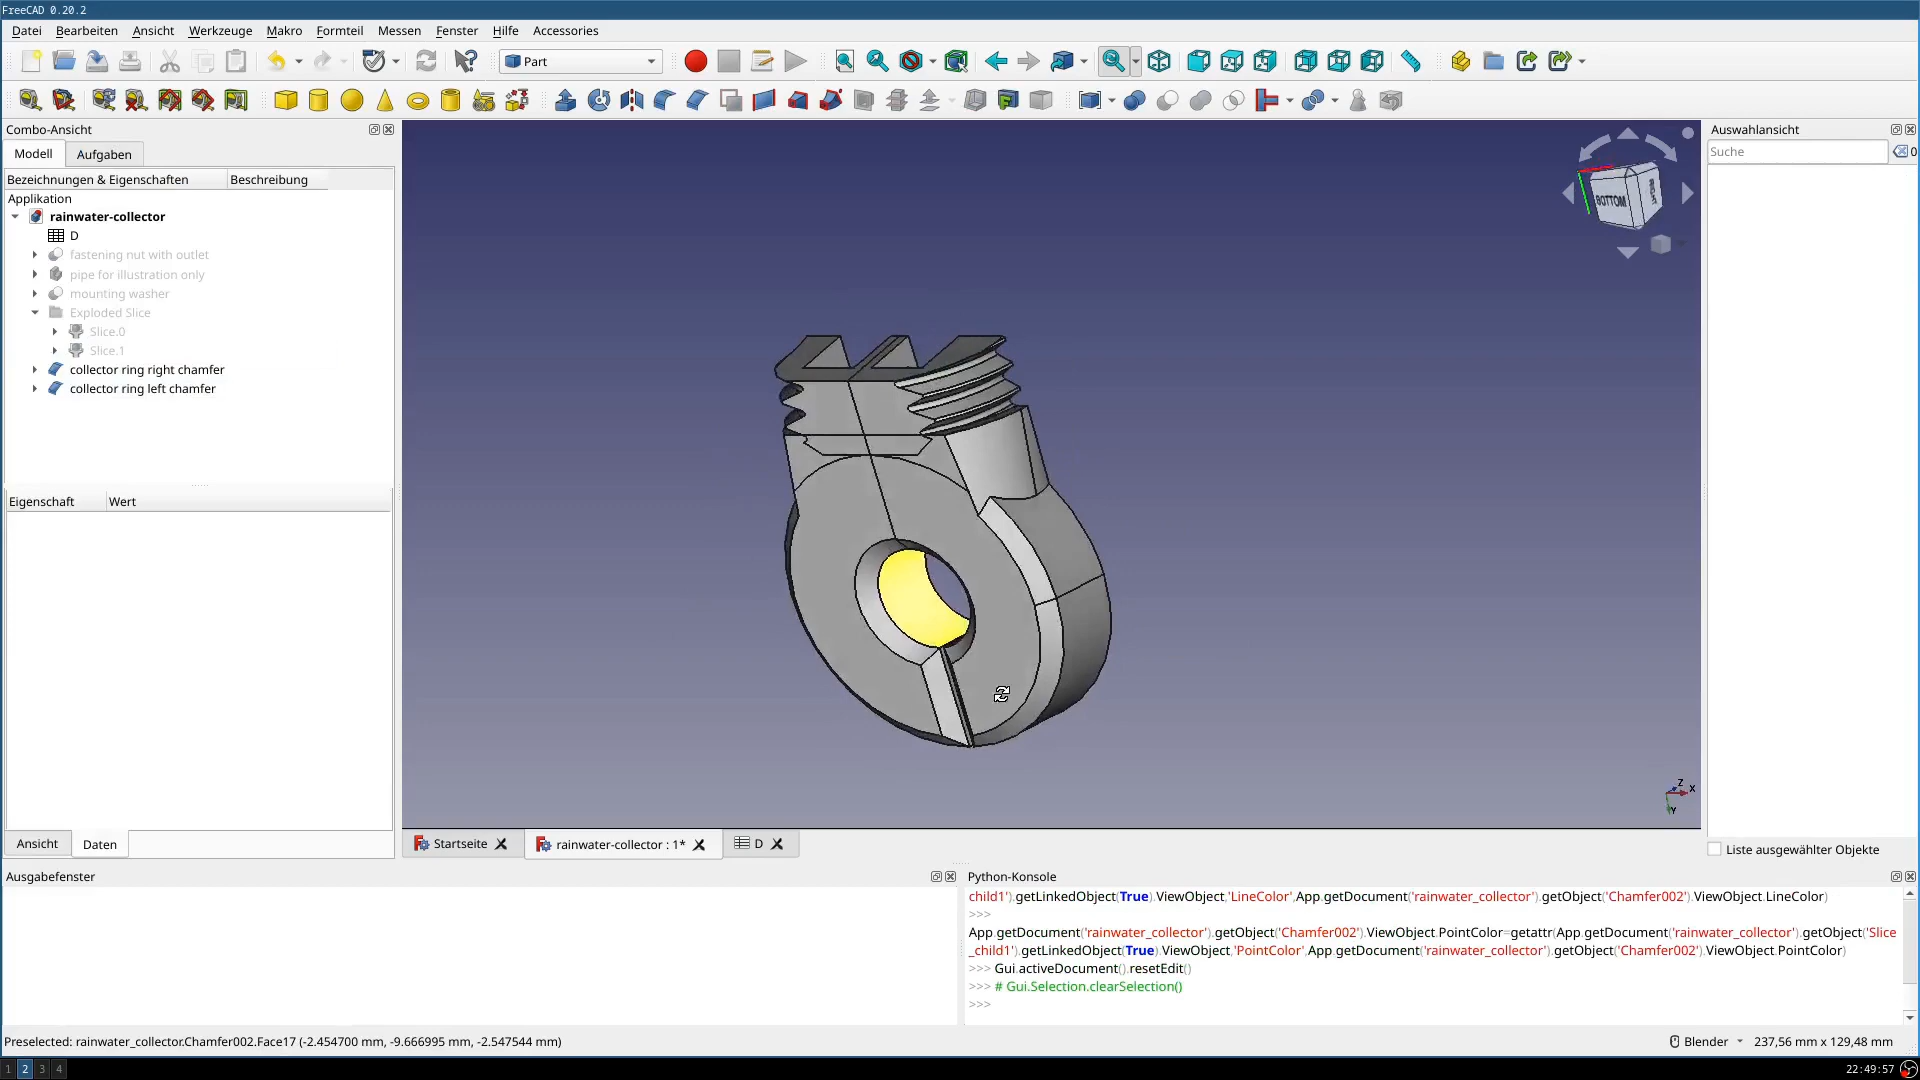 FreeCAD 0.20.2
Datei Bearbeiten Ansicht Werkzeuge Makro Formteil Messen Fenster Hilfe Accessories
Part
Combo-Ansicht
Modell Aufgaben
Bezeichnungen & Eigenschaften Beschreibung
Applikation
rainwater-collector
D
fastening nut with outlet
pipe for illustration only
mounting washer
Exploded Slice
Slice.0
Slice.1
collector ring right chamfer
collector ring left chamfer
Eigenschaft Wert
Ansicht Daten
BOTTOM
RIGHT
Z
X
Y
Startseite rainwater-collector : 1* D
Auswahlansicht
Suche 0
Liste ausgewählter Objekte
Ausgabefenster
Python-Konsole
child1').getLinkedObject(True).ViewObject,'LineColor',App.getDocument('rainwater_collector').getObject('Chamfer002').ViewObject.LineColor)
>>>
App.getDocument('rainwater_collector').getObject('Chamfer002').ViewObject.PointColor=getattr(App.getDocument('rainwater_collector').getObject('Slice
_child1').getLinkedObject(True).ViewObject,'PointColor',App.getDocument('rainwater_collector').getObject('Chamfer002').ViewObject.PointColor)
>>> Gui.activeDocument().resetEdit()
>>> # Gui.Selection.clearSelection()
>>>
Preselected: rainwater_collector.Chamfer002.Face17 (-2.454700 mm, -9.666995 mm, -2.547544 mm)
Blender 237,56 mm x 129,48 mm
1 2 3 4
22:49:57